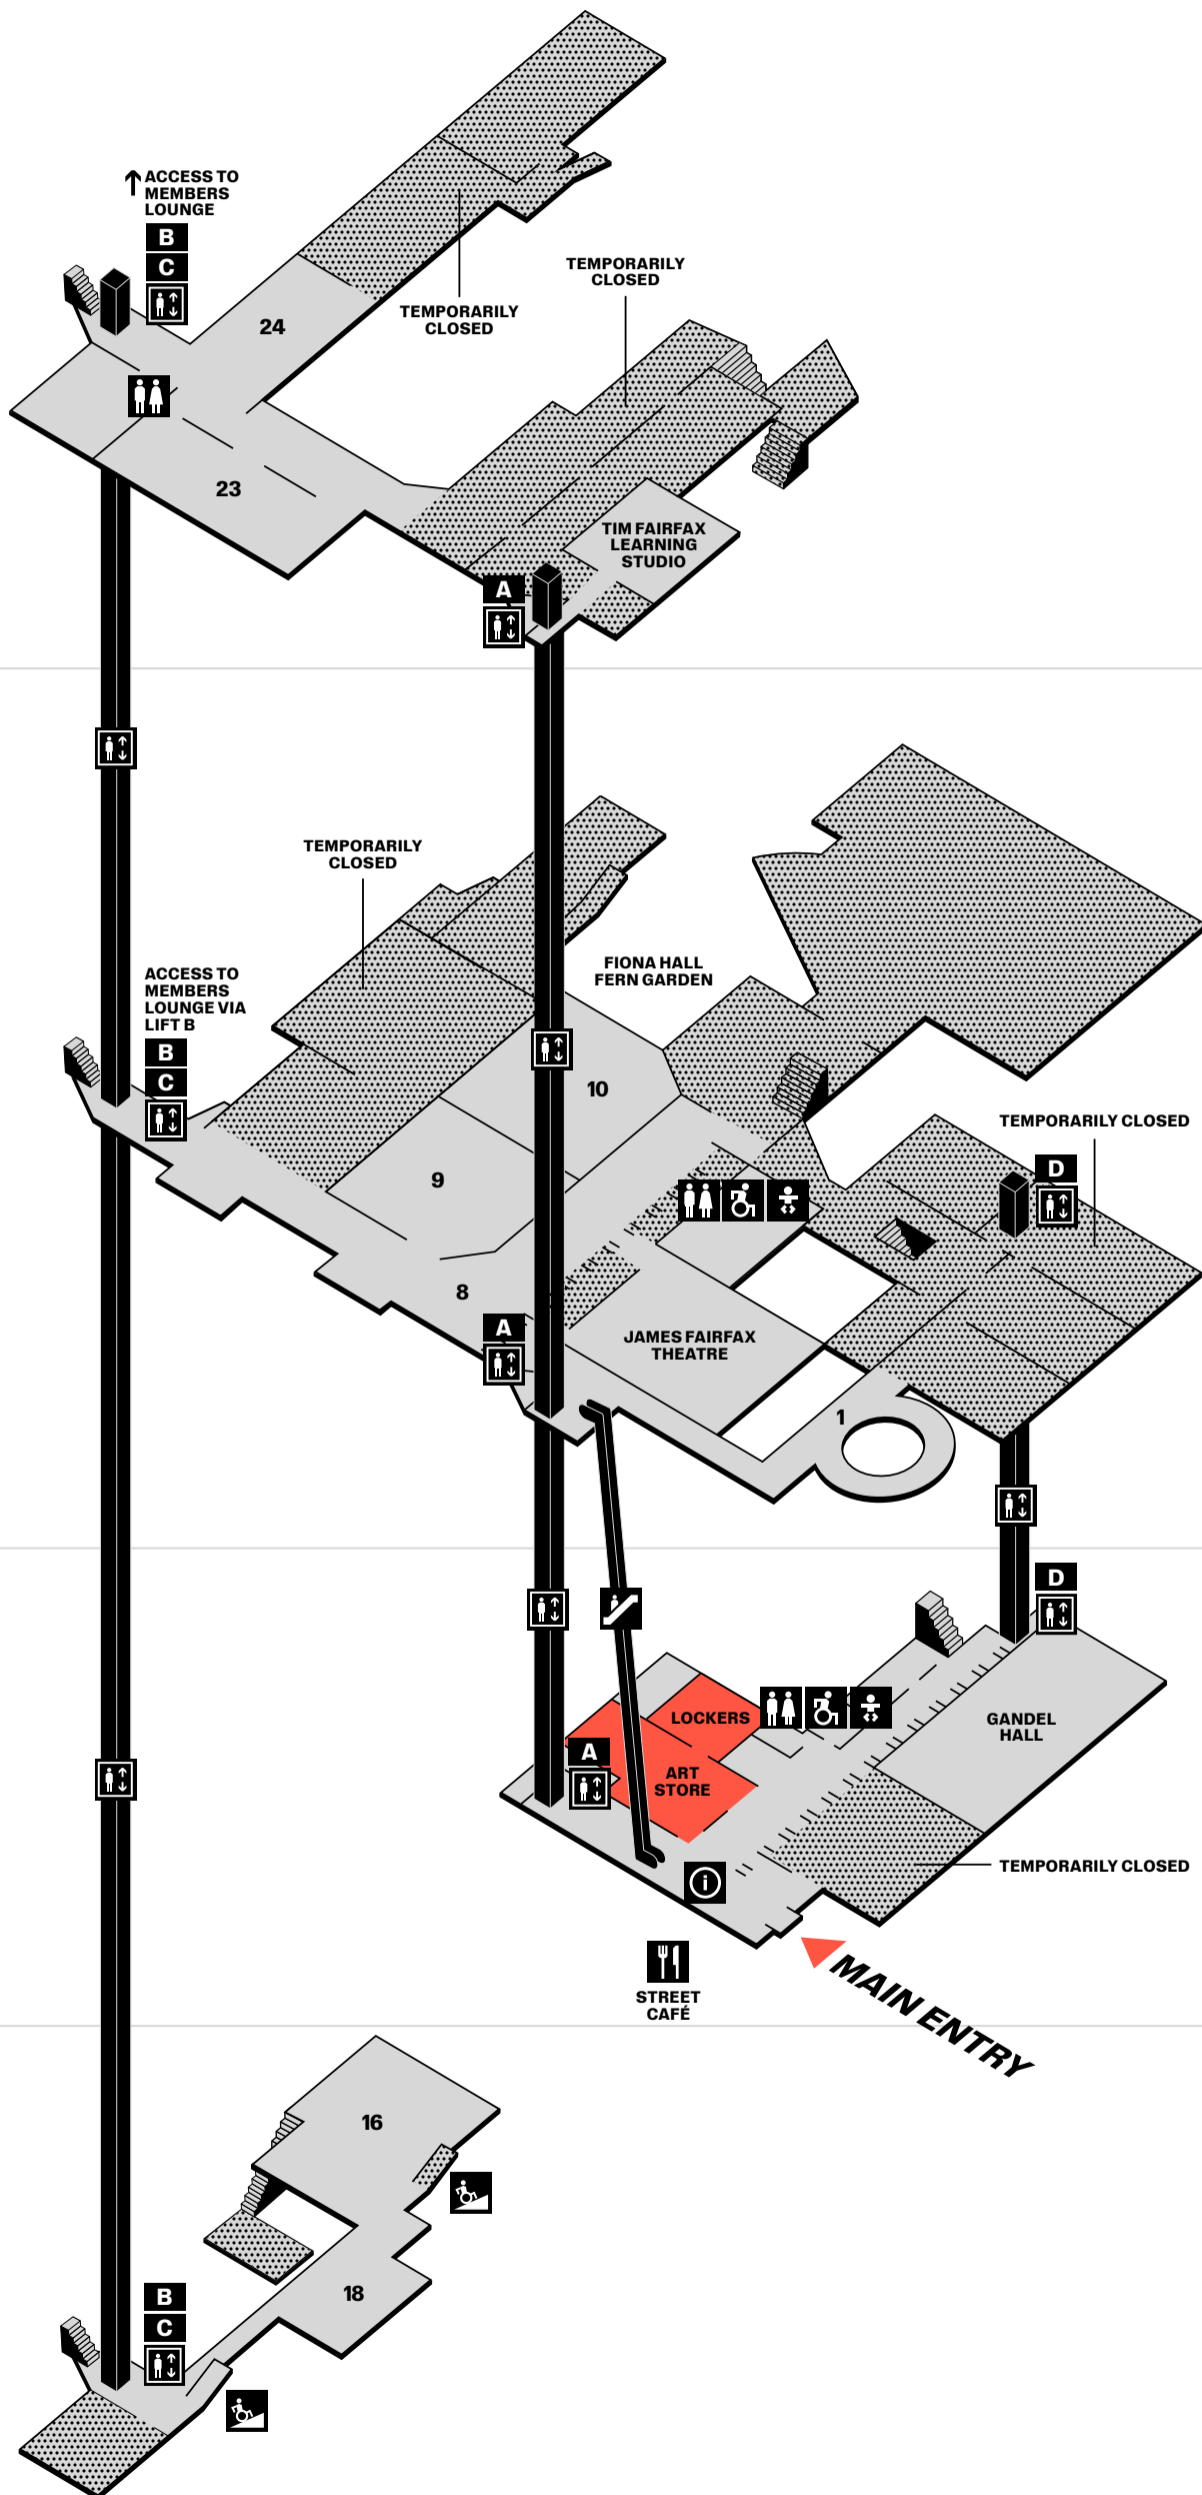 ↑ ACCESS TO
MEMBERS
LOUNGE
B
C
24
TEMPORARILY
CLOSED
TEMPORARILY
CLOSED
23
TIM FAIRFAX
LEARNING
STUDIO
A
TEMPORARILY
CLOSED
FIONA HALL
FERN GARDEN
ACCESS TO
MEMBERS
LOUNGE VIA
LIFT B
B
C
10
TEMPORARILY CLOSED
D
9
8
A
JAMES FAIRFAX
THEATRE
1
D
LOCKERS
GANDEL
HALL
A
ART
STORE
TEMPORARILY CLOSED
i
STREET
CAFÉ
MAIN ENTRY
16
18
B
C